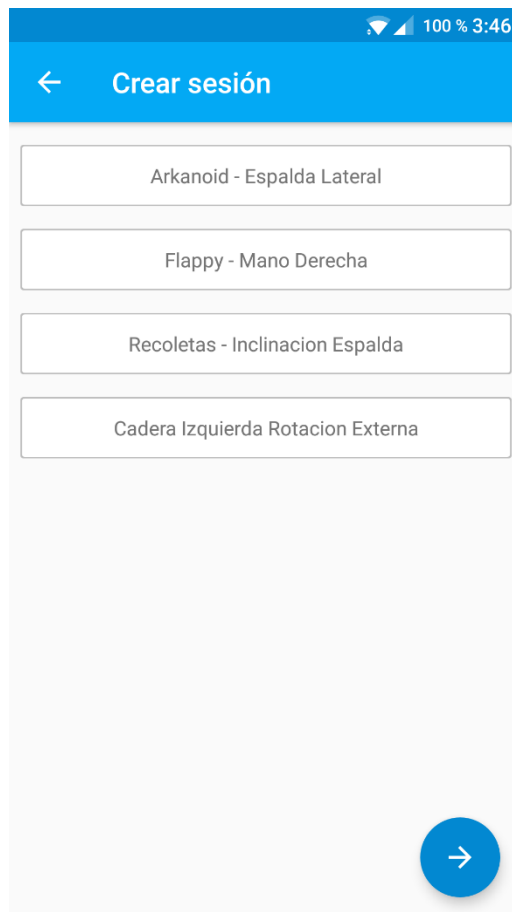 100 % 3:46
Crear sesión
Arkanoid - Espalda Lateral
Flappy - Mano Derecha
Recoletas - Inclinacion Espalda
Cadera Izquierda Rotacion Externa